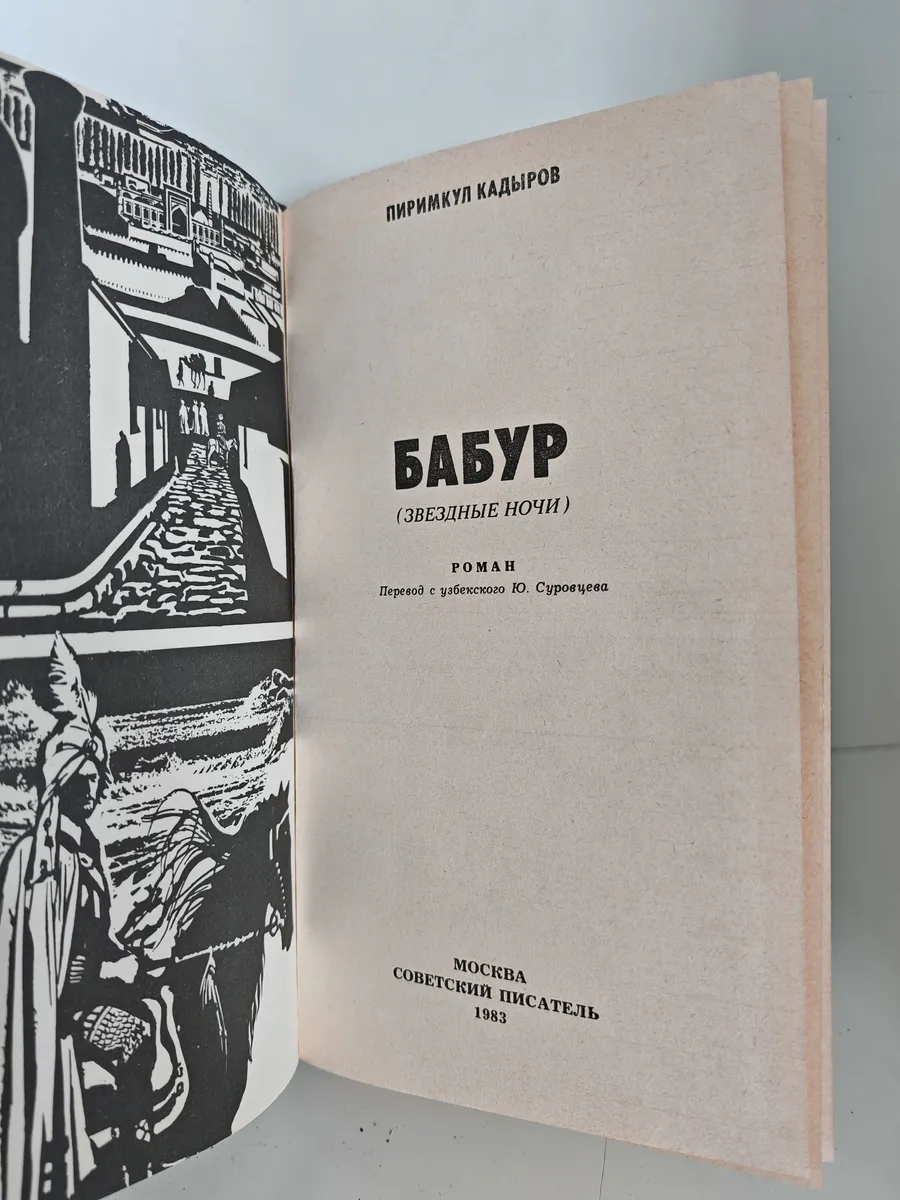 ПИРИМКУЛ КАДЫРОВ
БАБУР
(ЗВЕЗДНЫЕ НОЧИ)
РОМАН
Перевод с узбекского Ю. Суровцева
МОСКВА
СОВЕТСКИЙ ПИСАТЕЛЬ
1983